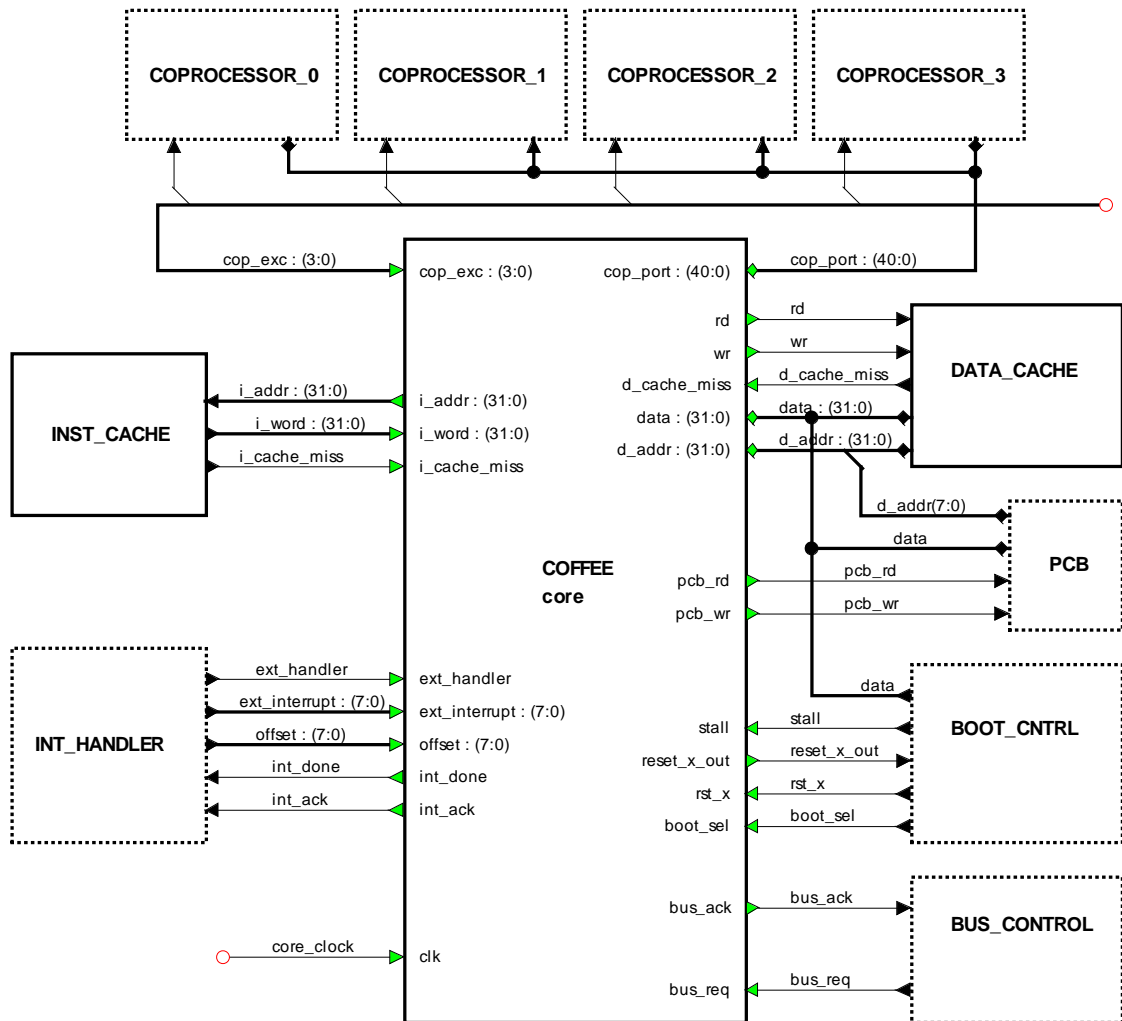 COPROCESSOR_0
COPROCESSOR_1
COPROCESSOR_2
COPROCESSOR_3
cop_exc : (3:0)
cop_exc : (3:0)
cop_port : (40:0)
cop_port : (40:0)
rd
rd
wr
wr
d_cache_miss
d_cache_miss
data : (31:0)
data : (31:0)
d_addr : (31:0)
d_addr : (31:0)
DATA_CACHE
INST_CACHE
i_addr : (31:0)
i_addr : (31:0)
i_word : (31:0)
i_word : (31:0)
i_cache_miss
i_cache_miss
d_addr(7:0)
data
PCB
COFFEE
core
pcb_rd
pcb_rd
pcb_wr
pcb_wr
INT_HANDLER
ext_handler
ext_handler
ext_interrupt : (7:0)
ext_interrupt : (7:0)
offset : (7:0)
offset : (7:0)
int_done
int_done
int_ack
int_ack
data
stall
stall
reset_x_out
reset_x_out
rst_x
rst_x
boot_sel
boot_sel
BOOT_CNTRL
bus_ack
bus_ack
BUS_CONTROL
core_clock
clk
bus_req
bus_req